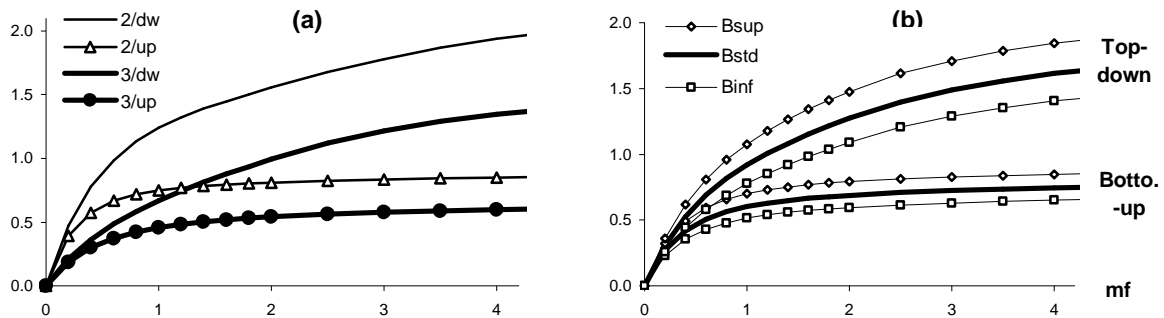 (a)
2/dw
2/up
3/dw
3/up
2.0
1.5
1.0
0.5
0.0
0 1 2 3 4
(b)
Bsup
Bstd
Binf
2.0
1.5
1.0
0.5
0.0
0 1 2 3 4
Top-
down
Botto.
-up
mf